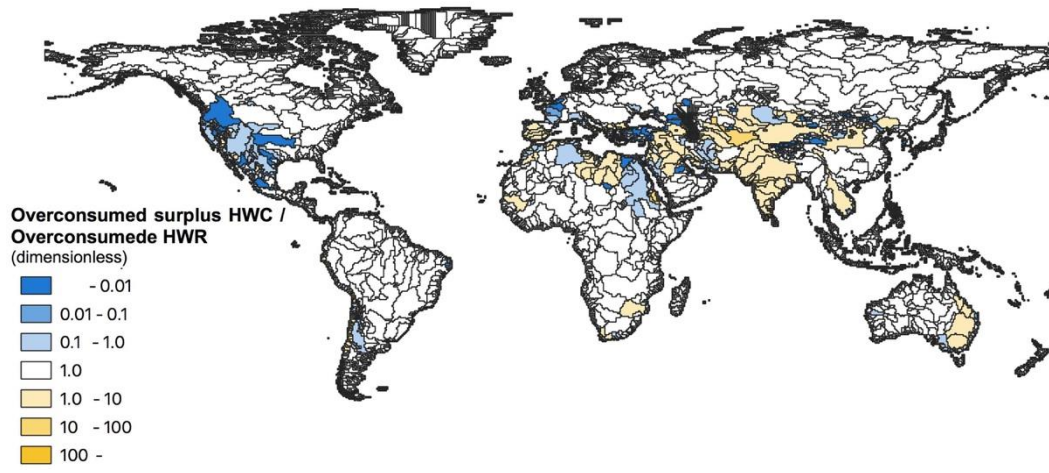 Overconsumed surplus HWC /
Overconsumede HWR
(dimensionless)
- 0.01
0.01 - 0.1
0.1 - 1.0
1.0
1.0 - 10
10 - 100
100 -